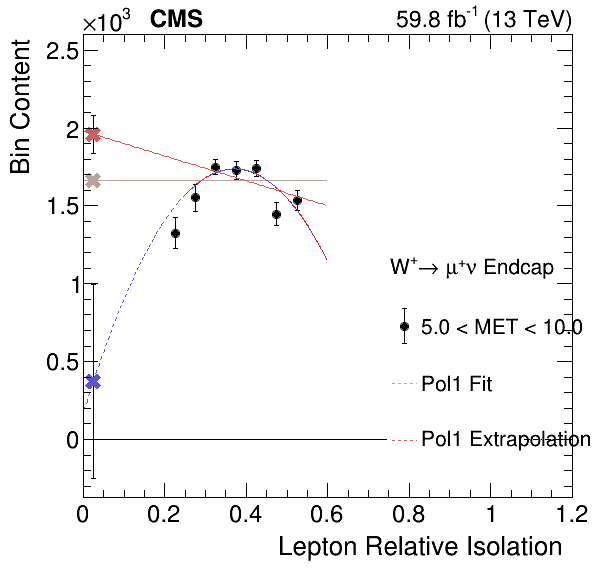 ×10³ CMS 59.8 fb⁻¹ (13 TeV)
Bin Content
2.5
2
1.5
1
0.5
0
W⁺→ μ⁺ν Endcap
5.0 < MET < 10.0
Pol1 Fit
Pol1 Extrapolation
0 0.2 0.4 0.6 0.8 1 1.2
Lepton Relative Isolation